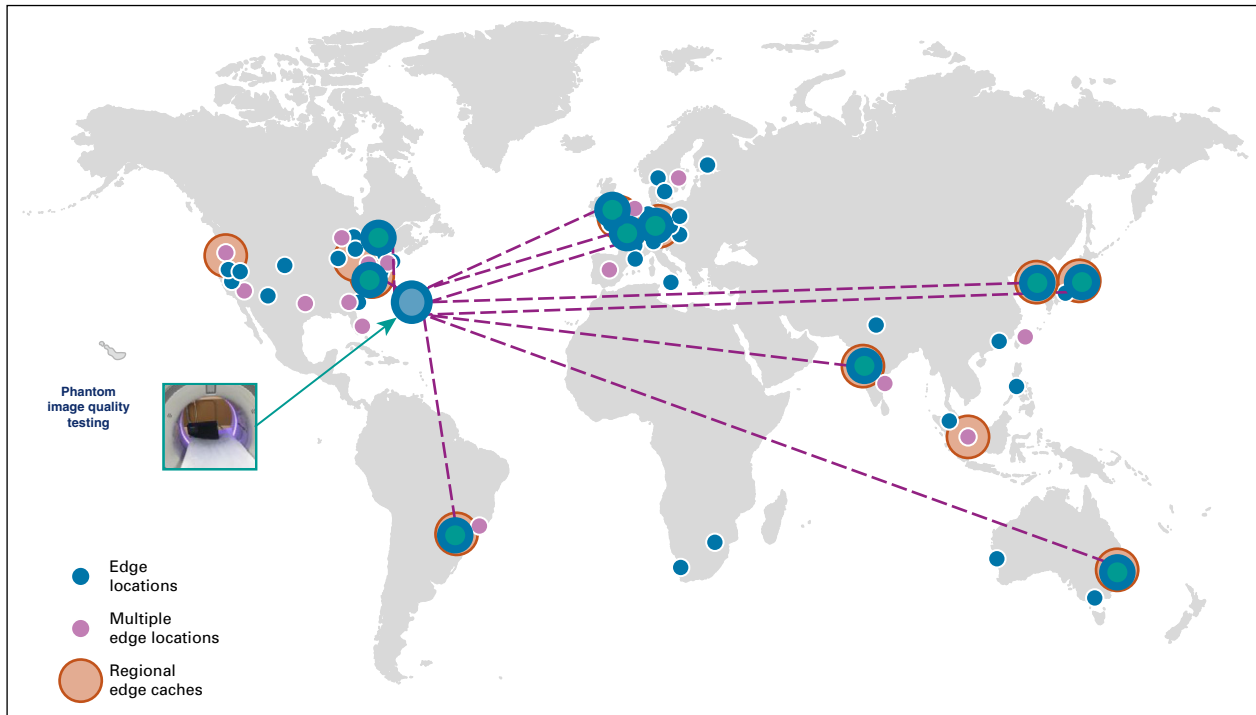 Phantom
image quality
testing
Edge
locations
Multiple
edge locations
Regional
edge caches